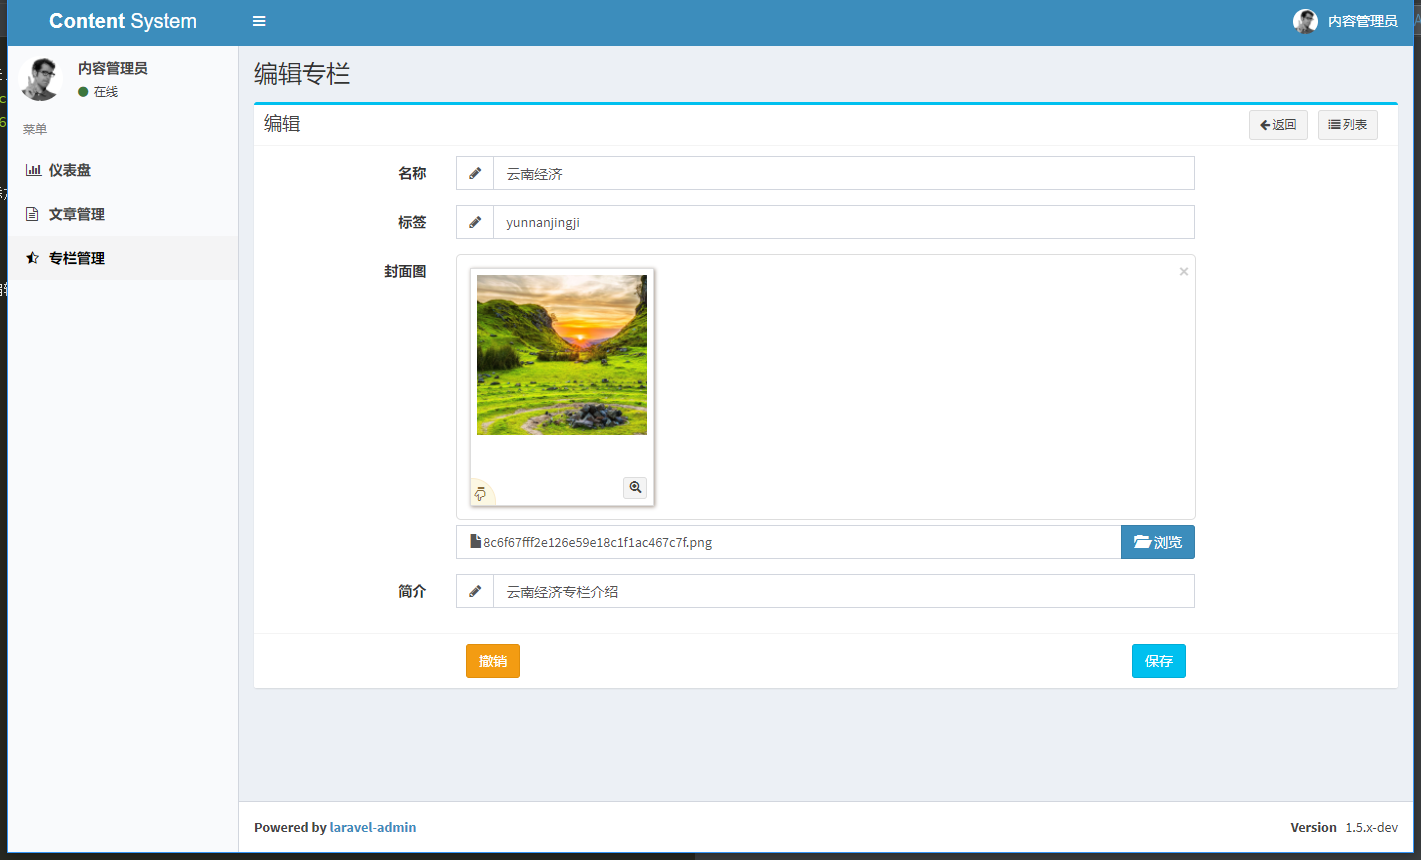 Content System
内容管理员
内容管理员
在线
菜单
仪表盘
文章管理
专栏管理
编辑专栏
编辑
返回
列表
名称
云南经济
标签
yunnanjingji
封面图
×
8c6f67fff2e126e59e18c1f1ac467c7f.png
浏览
简介
云南经济专栏介绍
撤销
保存
Powered by laravel-admin
Version 1.5.x-dev